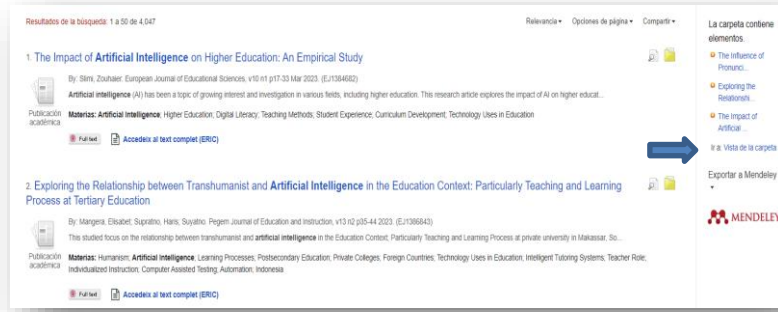 Resultados de la búsqueda: 1 a 50 de 4,047
Relevancia Opciones de página Compartir
1. The Impact of Artificial Intelligence on Higher Education: An Empirical Study
By: Slimi, Zouhaier. European Journal of Educational Sciences, v10 n1 p17-33 Mar 2023. (EJ1384682)
Artificial intelligence (AI) has been a topic of growing interest and investigation in various fields, including higher education. This research article explores the impact of AI on higher educat...
Publicación académica
Materias: Artificial Intelligence; Higher Education; Digital Literacy; Teaching Methods; Student Experience; Curriculum Development; Technology Uses in Education
Full text Accedeix al text complet (ERIC)
2. Exploring the Relationship between Transhumanist and Artificial Intelligence in the Education Context: Particularly Teaching and Learning
Process at Tertiary Education
By: Mangera, Elisabet; Supratno, Haris; Suyatno. Pegem Journal of Education and Instruction, v13 n2 p35-44 2023. (EJ1386843)
This studied focus on the relationship between transhumanist and artificial intelligence in the Education Context; Particularly Teaching and Learning Process at private university in Makassar. So...
Publicación académica
Materias: Humanism; Artificial Intelligence; Learning Processes; Postsecondary Education; Private Colleges; Foreign Countries; Technology Uses in Education; Intelligent Tutoring Systems; Teacher Role;
Individualized Instruction; Computer Assisted Testing; Automation; Indonesia
Full text Accedeix al text complet (ERIC)
La carpeta contiene
elementos.
The Influence of
Pronunci...
Exploring the
Relationshi...
The Impact of
Artificial ...
Ir a: Vista de la carpeta
Exportar a Mendeley
MENDELEY